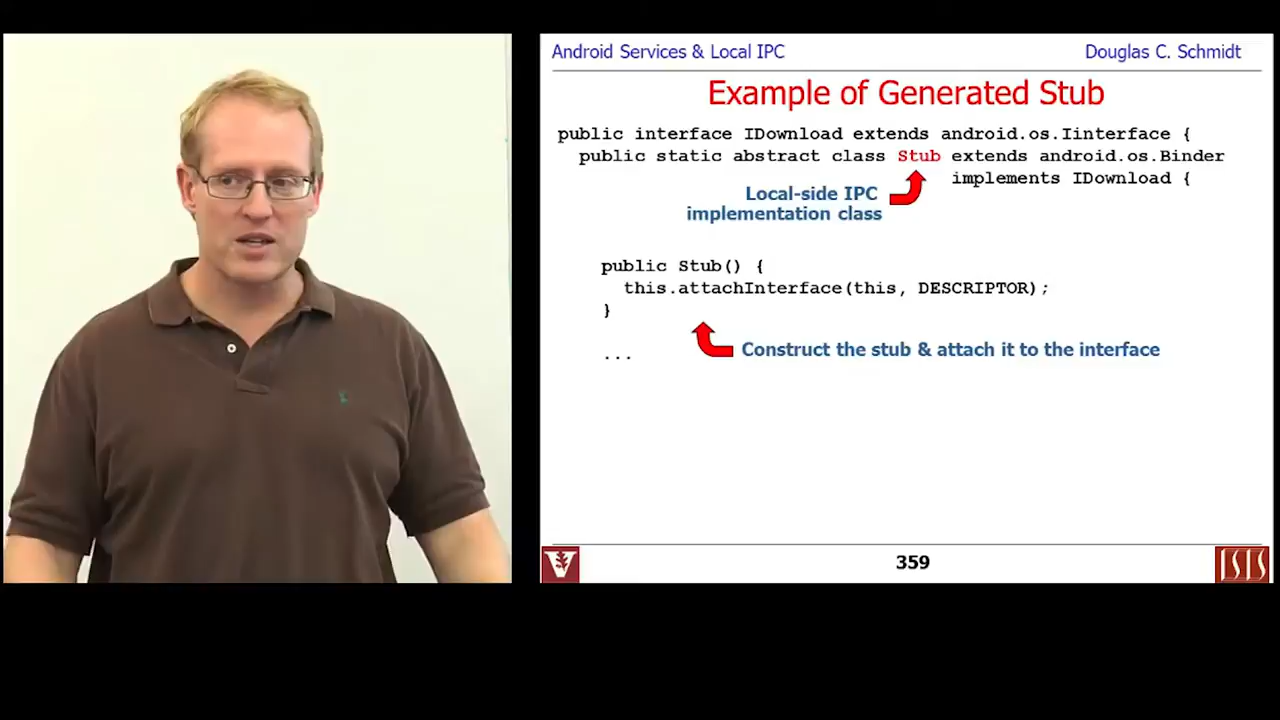 Android Services & Local IPC
Douglas C. Schmidt
Example of Generated Stub
public interface IDownload extends android.os.Iinterface {
public static abstract class Stub extends android.os.Binder
implements IDownload {
Local-side IPC
implementation class
public Stub() {
this.attachInterface(this, DESCRIPTOR);
}
...
Construct the stub & attach it to the interface
V
359
ISIS